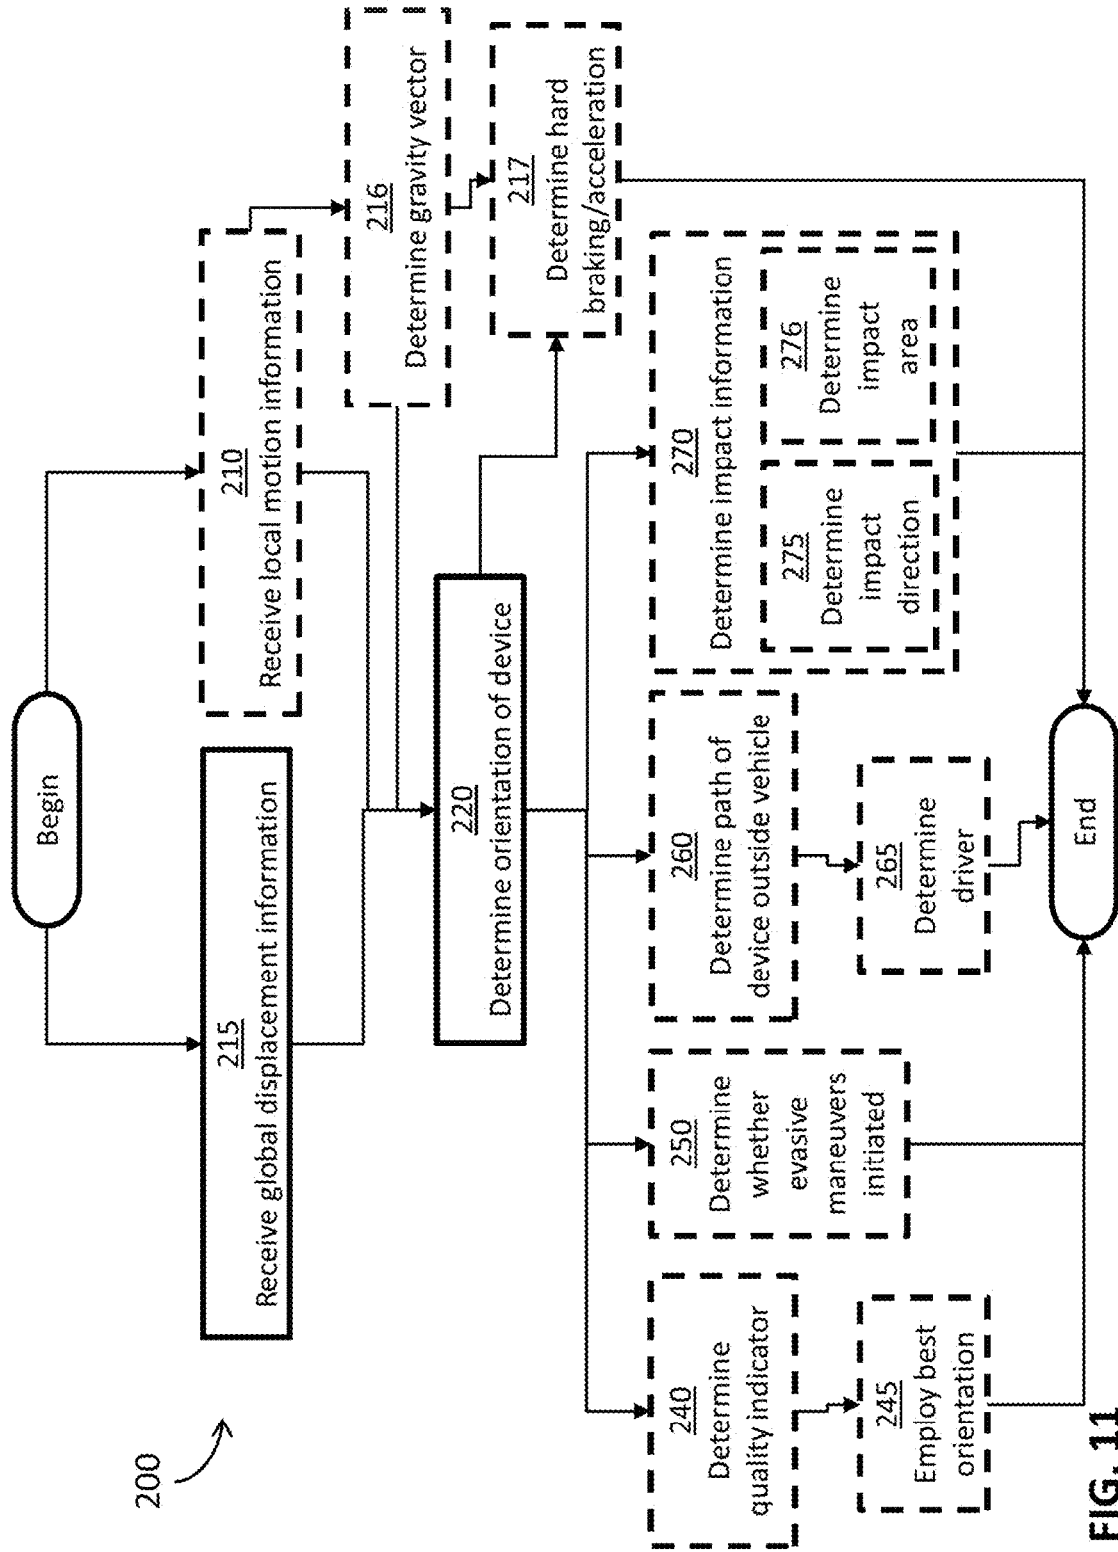 200
Begin
215
Receive global displacement information
210
Receive local motion information
216
Determine gravity vector
220
Determine orientation of device
217
Determine hard
braking/acceleration
240
Determine
quality indicator
245
Employ best
orientation
250
Determine
whether
evasive
maneuvers
initiated
260
Determine path of
device outside vehicle
265
Determine
driver
270
Determine impact information
275
Determine
impact
direction
276
Determine
impact
area
End
FIG. 11